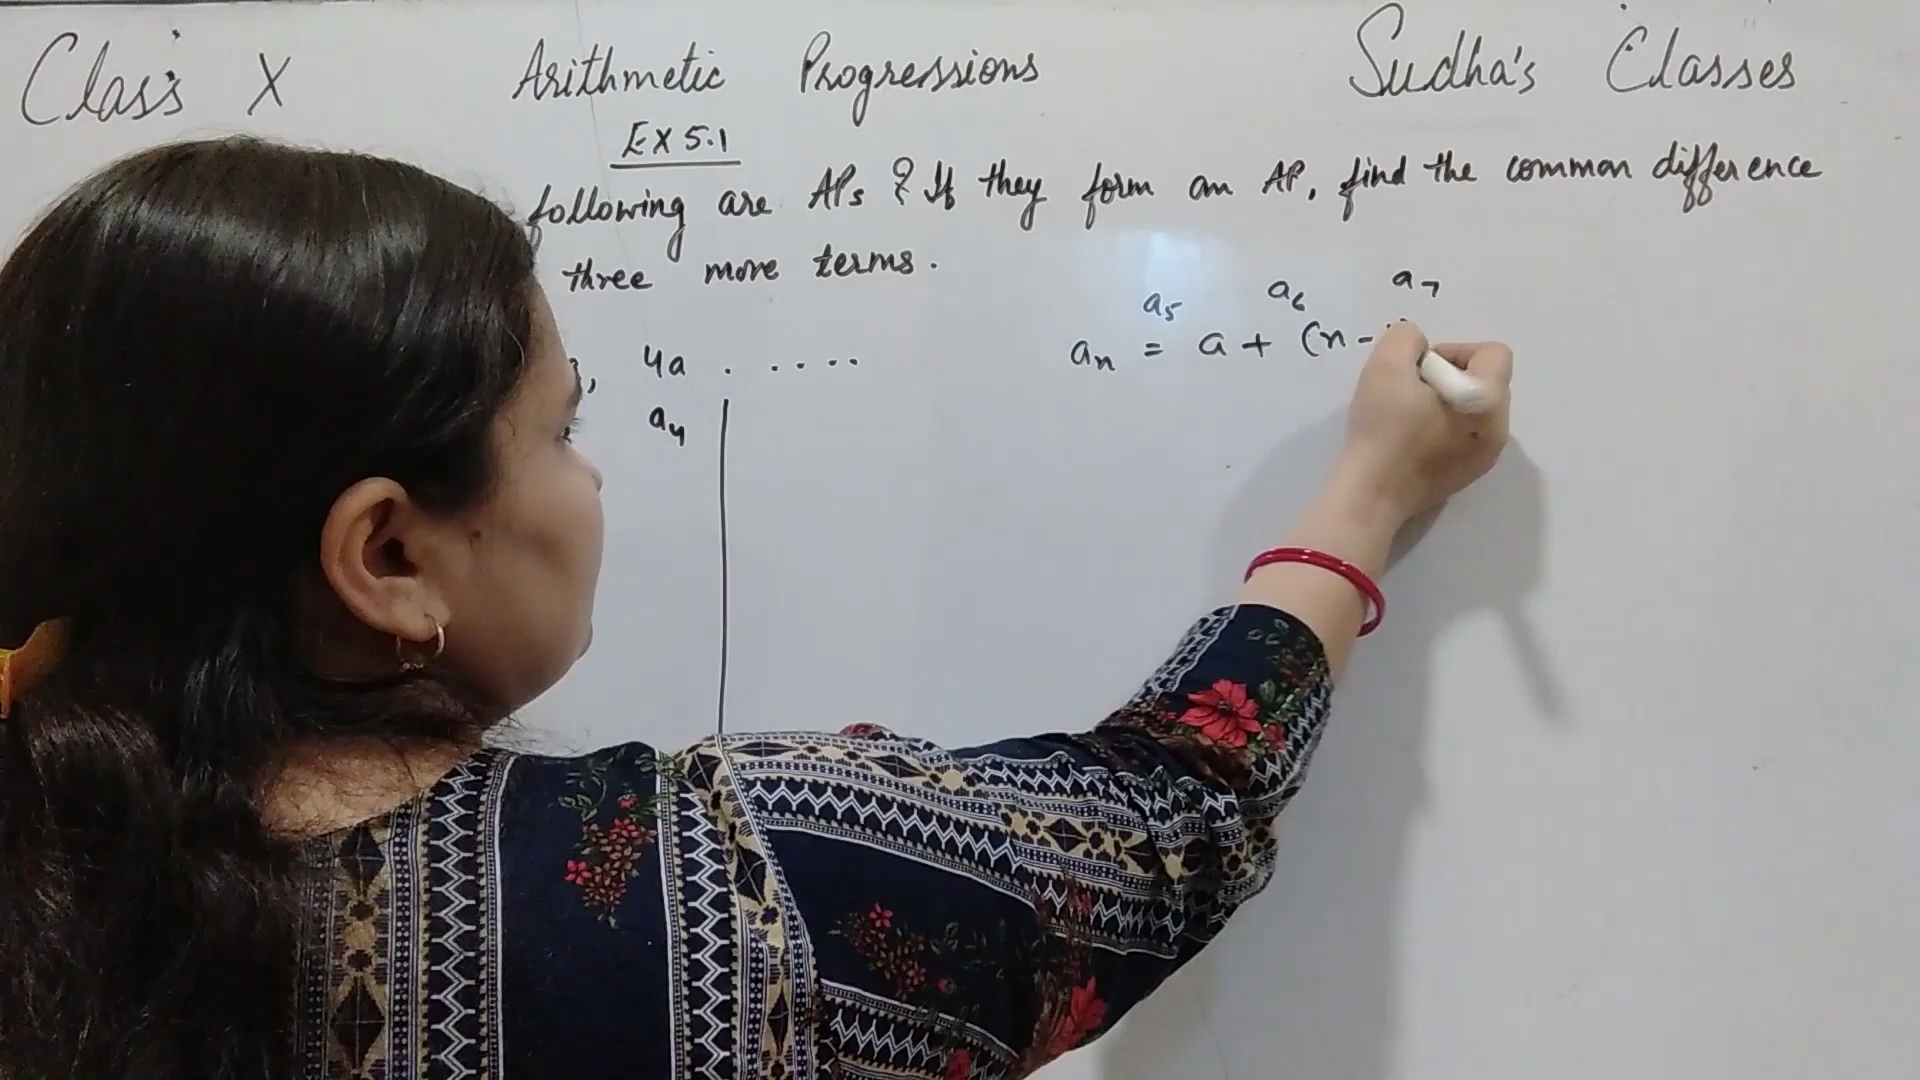 Class X Arithmetic Progressions Sudha's Classes
EX 5.1
following are APs ? If they form an AP, find the common difference
three more terms.
a5 a6 a7
, 4a . ....
an = a + (n -
a4